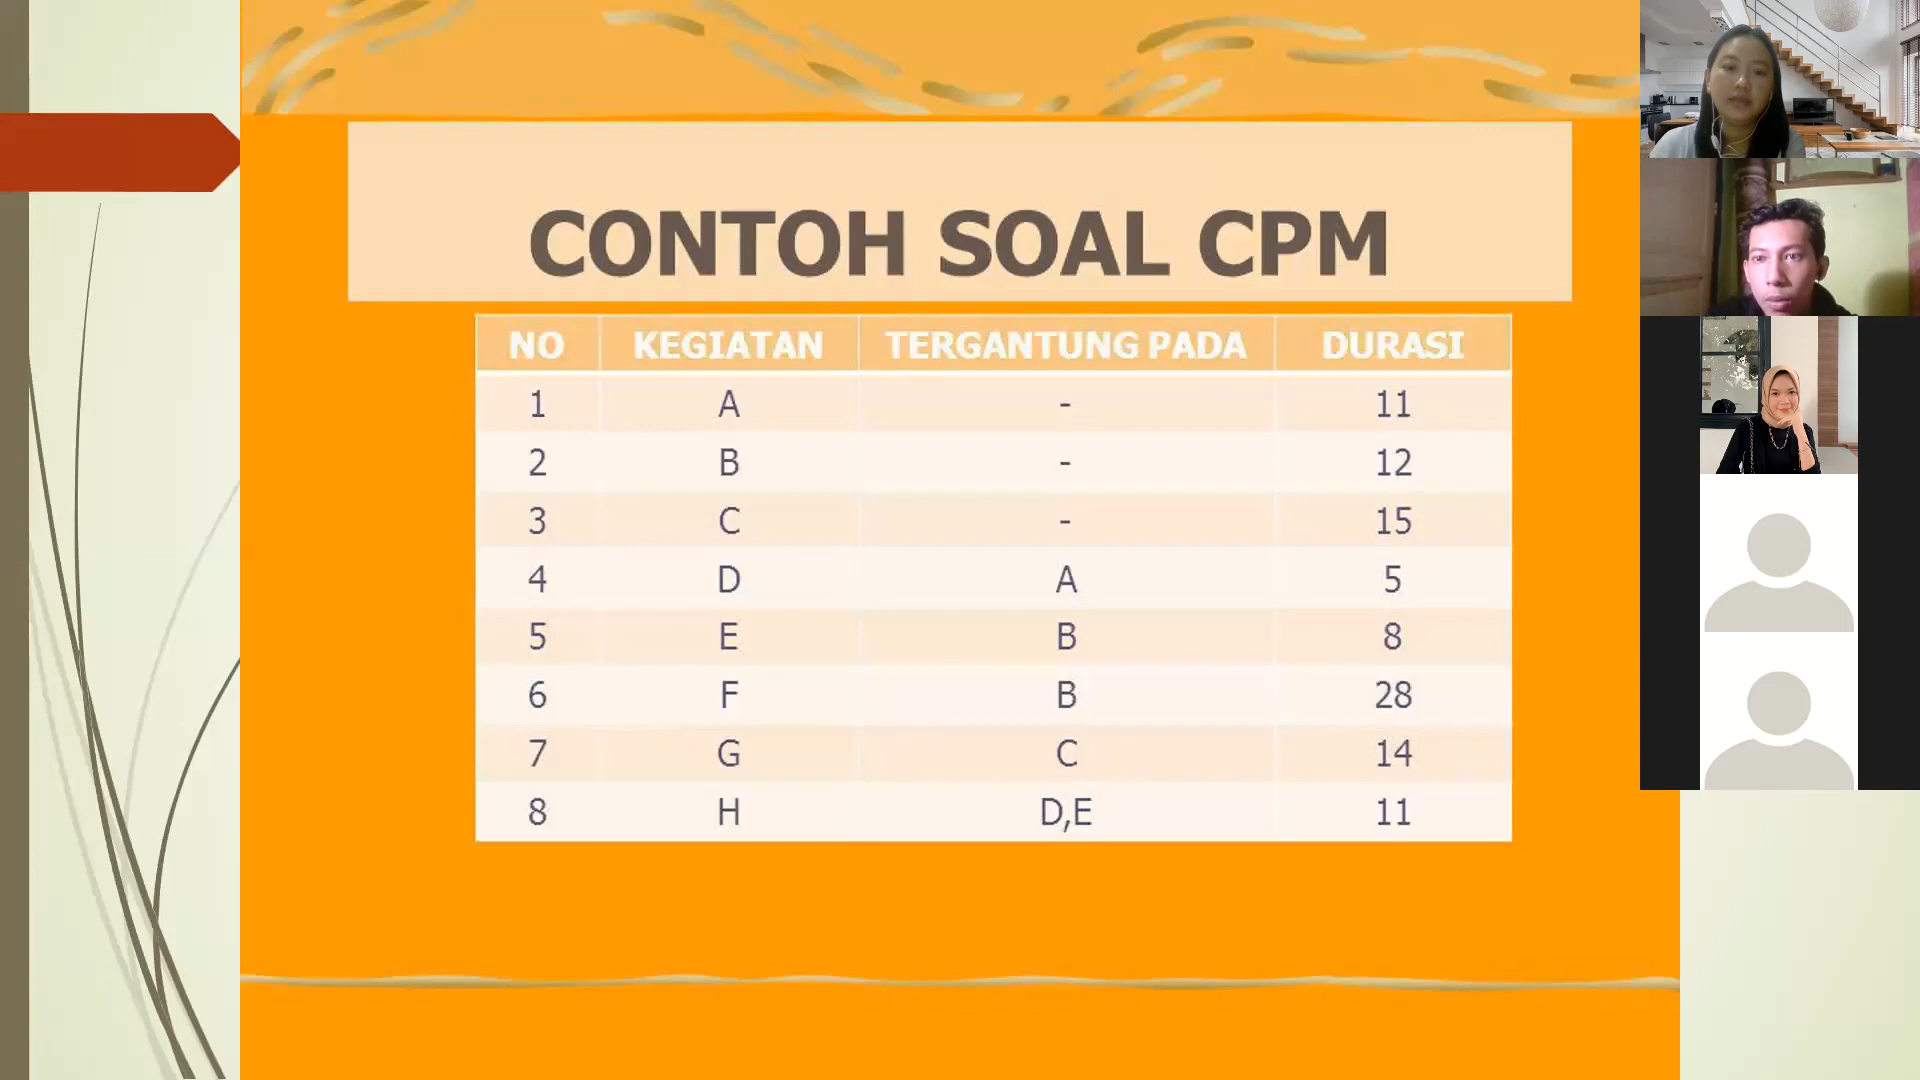 CONTOH SOAL CPM
NO KEGIATAN TERGANTUNG PADA DURASI
1 A - 11
2 B - 12
3 C - 15
4 D A 5
5 E B 8
6 F B 28
7 G C 14
8 H D,E 11